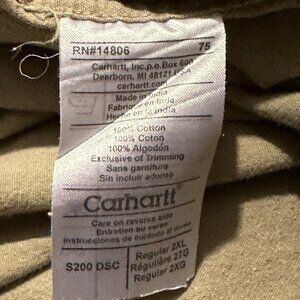 RN#14806 75
Carhartt, Inc.p.o.Box 600
Dearborn, MI 48121 USA
carhartt.com
Made in India
Fabriqué en Inde
Hecho en la India
100% Cotton
100% Coton
100% Algodón
Exclusive of Trimming
Sans garniture
Sin incluir adorno
Carhartt
Care on reverse side
Entretien au verso
Instrucciones de cuidado al dorso
S200 DSC
Regular 2XL
Régulière 2TG
Regular 2XG